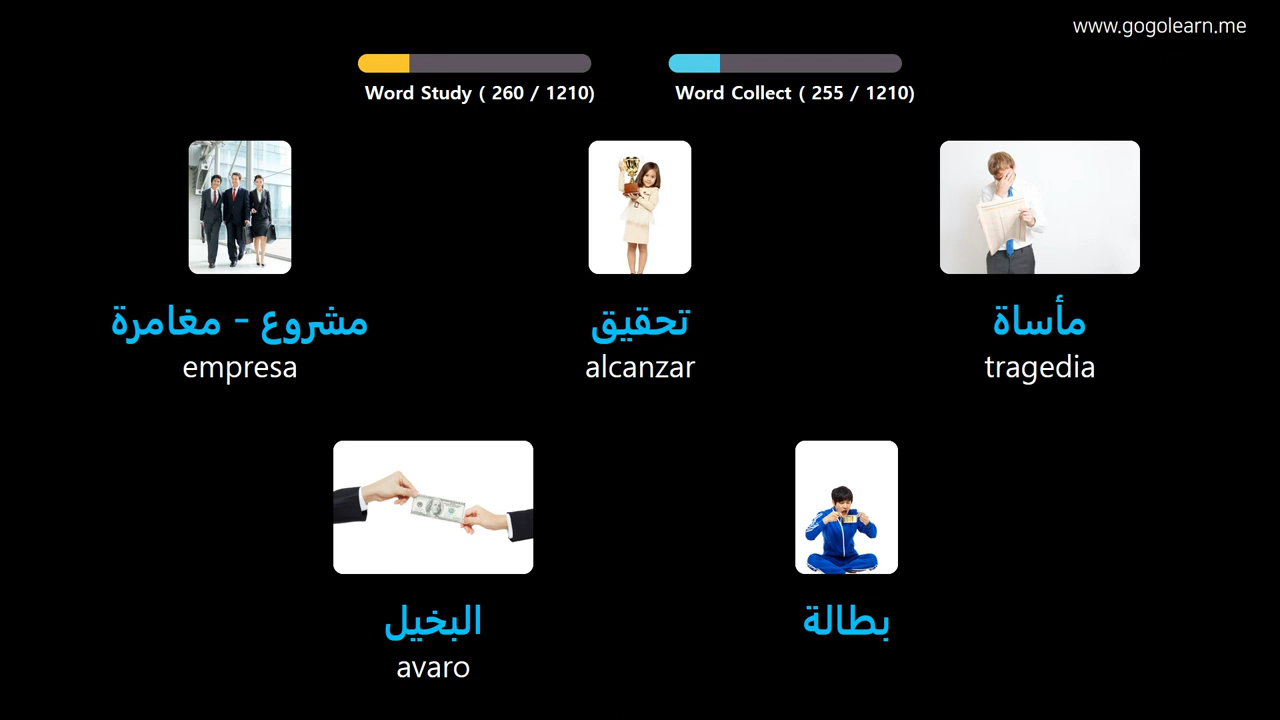 www.gogolearn.me
Word Study ( 260 / 1210)
Word Collect ( 255 / 1210)
مشروع - مغامرة
empresa
تحقيق
alcanzar
مأساة
tragedia
البخيل
avaro
بطالة